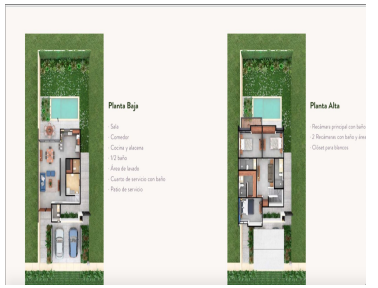 Planta Baja
· Sala
· Comedor
· Cocina y alacena
· 1/2 baño
· Área de lavado
· Cuarto de servicio con baño
· Patio de servicio
Planta Alta
· Recámara principal con baño
· 2 Recámaras con baño y área
· Clóset para blancos